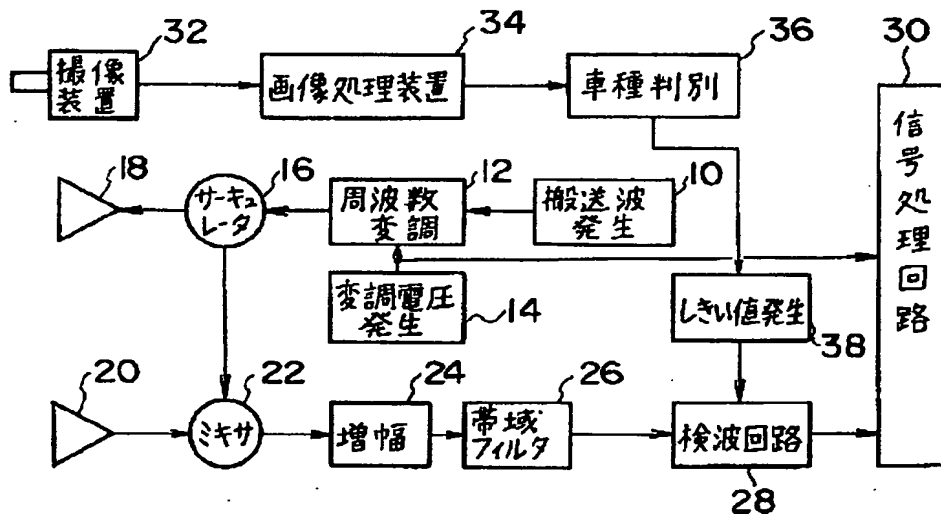 32
34
36
30
撮像
装置
画像処理装置
車種判別
信号処理回路
18
16
12
10
サーキュ
レータ
周波数
変調
搬送波
発生
変調電圧
発生
14
しきい値発生
38
20
22
24
26
ミキサ
増幅
帯域
フィルタ
検波回路
28